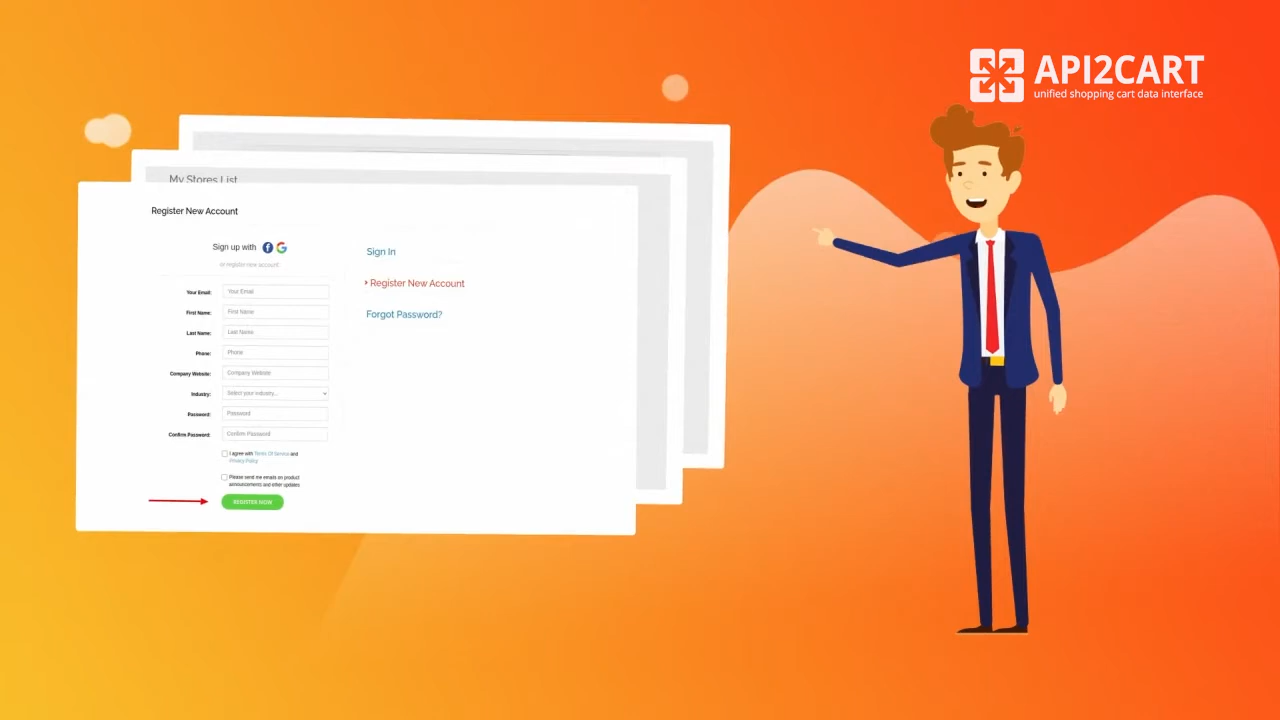 API2CART
unified shopping cart data interface
My Stores List
Register New Account
Sign up with
or register new account
Your Email:
Your Email
First Name:
First Name
Last Name:
Last Name
Phone:
Phone
Company Website:
Company Website
Industry:
Select your industry...
Password:
Password
Confirm Password:
Confirm Password
I agree with Terms Of Service and
Privacy Policy
Please send me emails on product
announcements and other updates
REGISTER NOW
Sign In
Register New Account
Forgot Password?